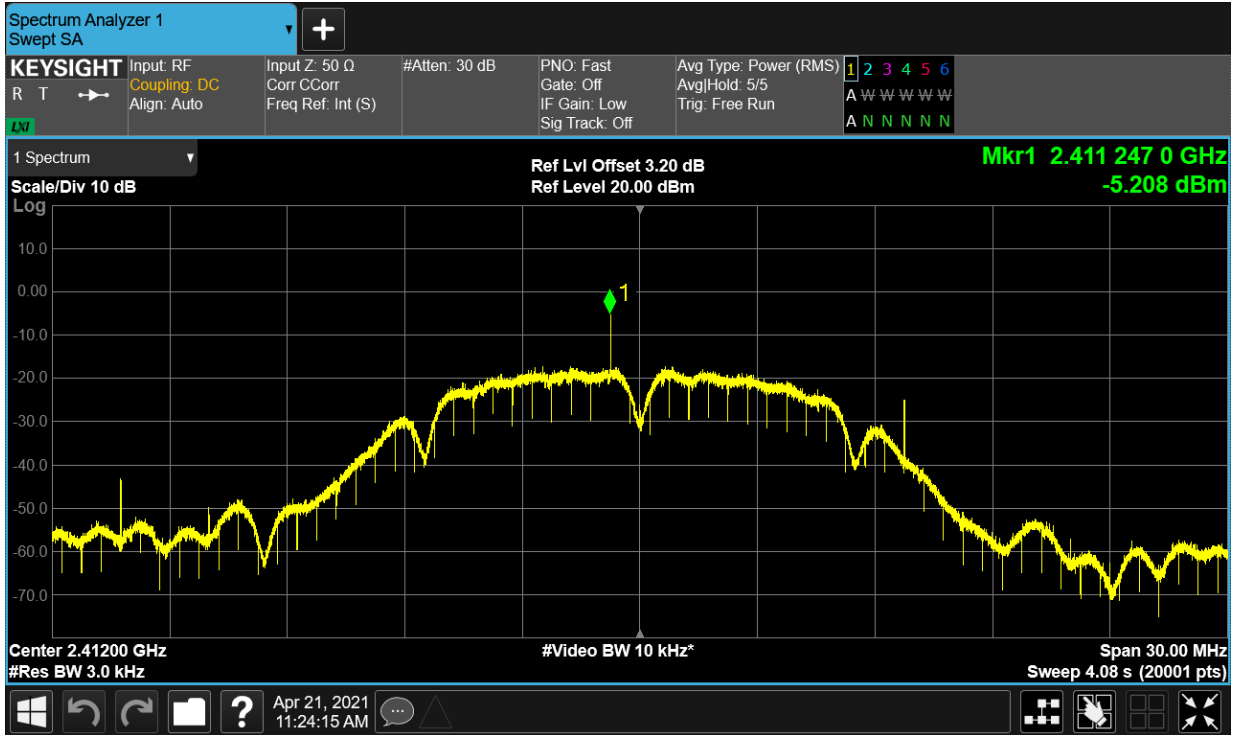 Spectrum Analyzer 1
Swept SA
+
KEYSIGHT
R T
LXI
Input: RF
Coupling: DC
Align: Auto
Input Z: 50 Ω
Corr CCorr
Freq Ref: Int (S)
#Atten: 30 dB
PNO: Fast
Gate: Off
IF Gain: Low
Sig Track: Off
Avg Type: Power (RMS)
Avg|Hold: 5/5
Trig: Free Run
1 2 3 4 5 6
A W W W W W
A N N N N N
1 Spectrum
Scale/Div 10 dB
Log
Ref Lvl Offset 3.20 dB
Ref Level 20.00 dBm
Mkr1 2.411 247 0 GHz
-5.208 dBm
10.0
0.00
1
-10.0
-20.0
-30.0
-40.0
-50.0
-60.0
-70.0
Center 2.41200 GHz
#Res BW 3.0 kHz
#Video BW 10 kHz*
Span 30.00 MHz
Sweep 4.08 s (20001 pts)
?
Apr 21, 2021
11:24:15 AM